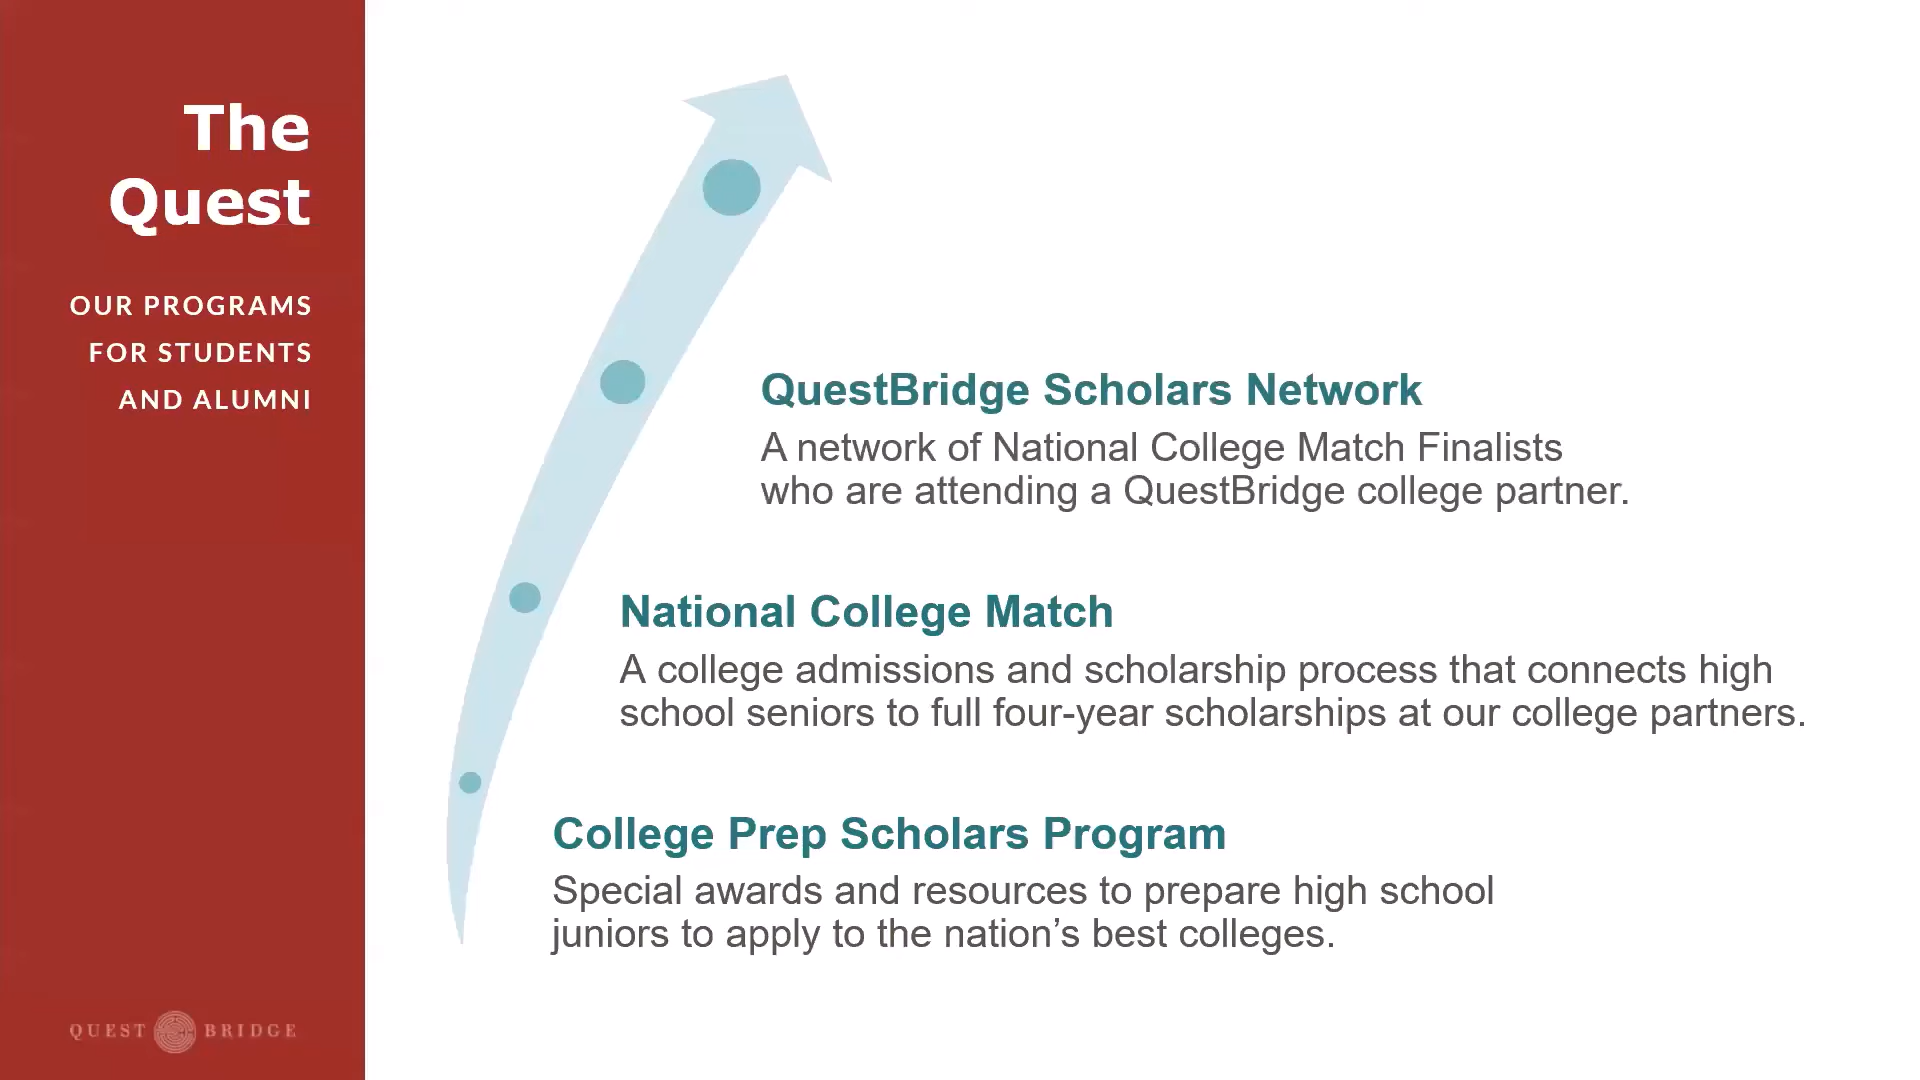 The
Quest
OUR PROGRAMS
FOR STUDENTS
AND ALUMNI
QuestBridge Scholars Network
A network of National College Match Finalists
who are attending a QuestBridge college partner.
National College Match
A college admissions and scholarship process that connects high
school seniors to full four-year scholarships at our college partners.
College Prep Scholars Program
Special awards and resources to prepare high school
juniors to apply to the nation’s best colleges.
QUEST BRIDGE